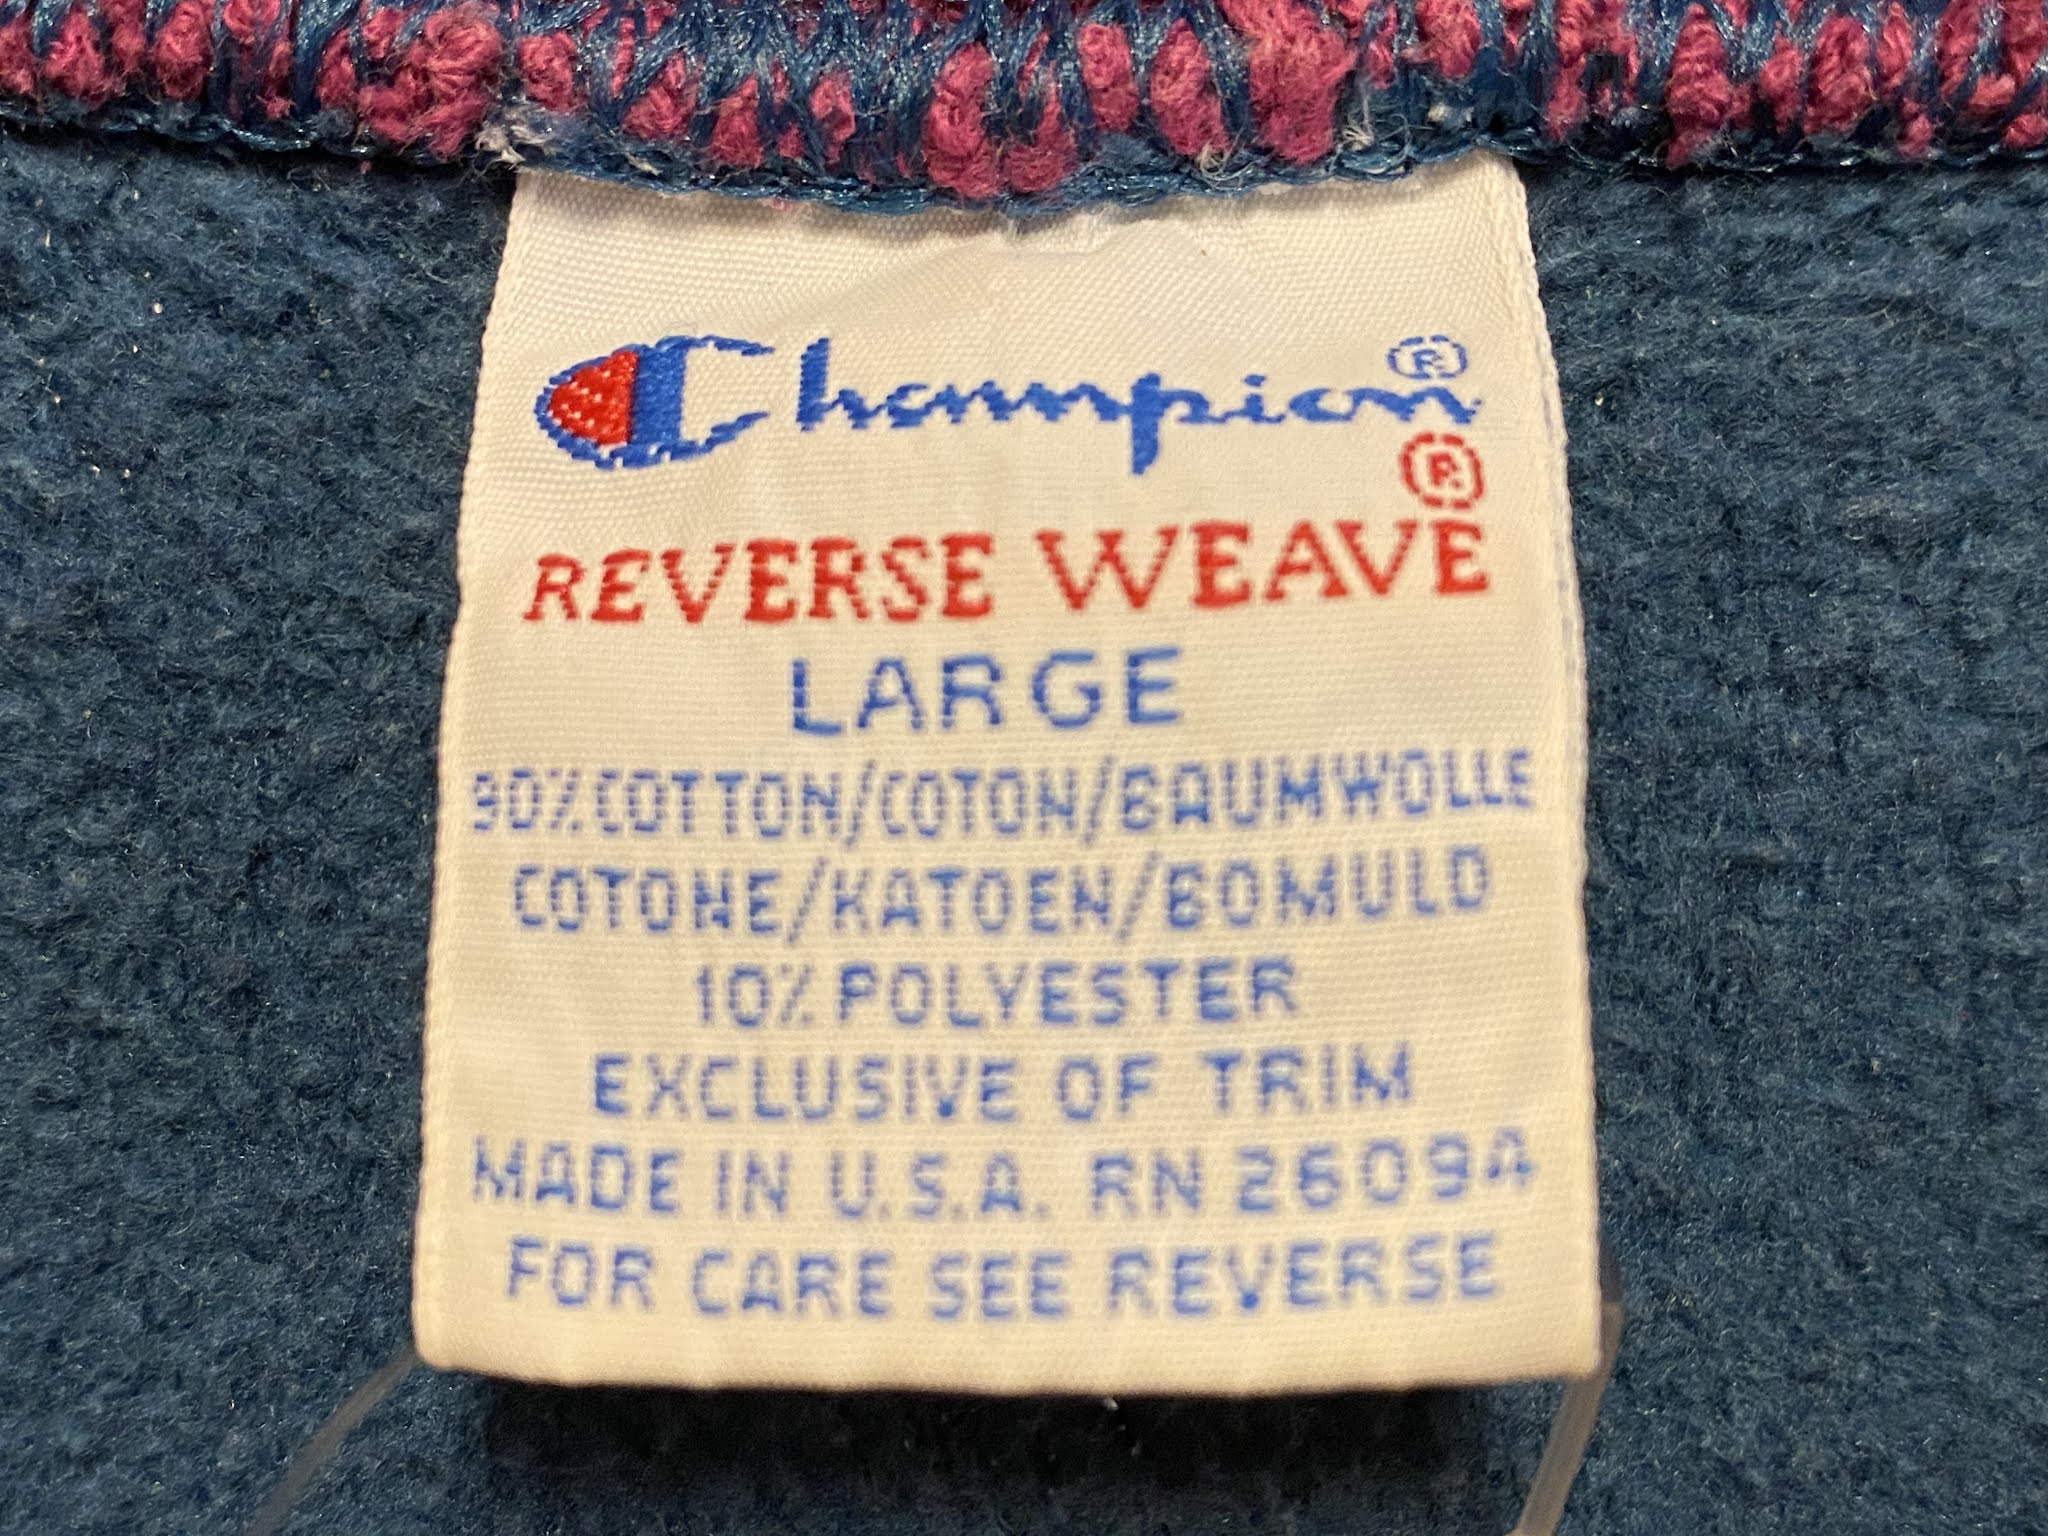 Champion®
®
REVERSE WEAVE
LARGE
90% COTTON/COTON/BAUMWOLLE
COTONE/KATOEN/BOMULD
10% POLYESTER
EXCLUSIVE OF TRIM
MADE IN U.S.A. RN 26094
FOR CARE SEE REVERSE